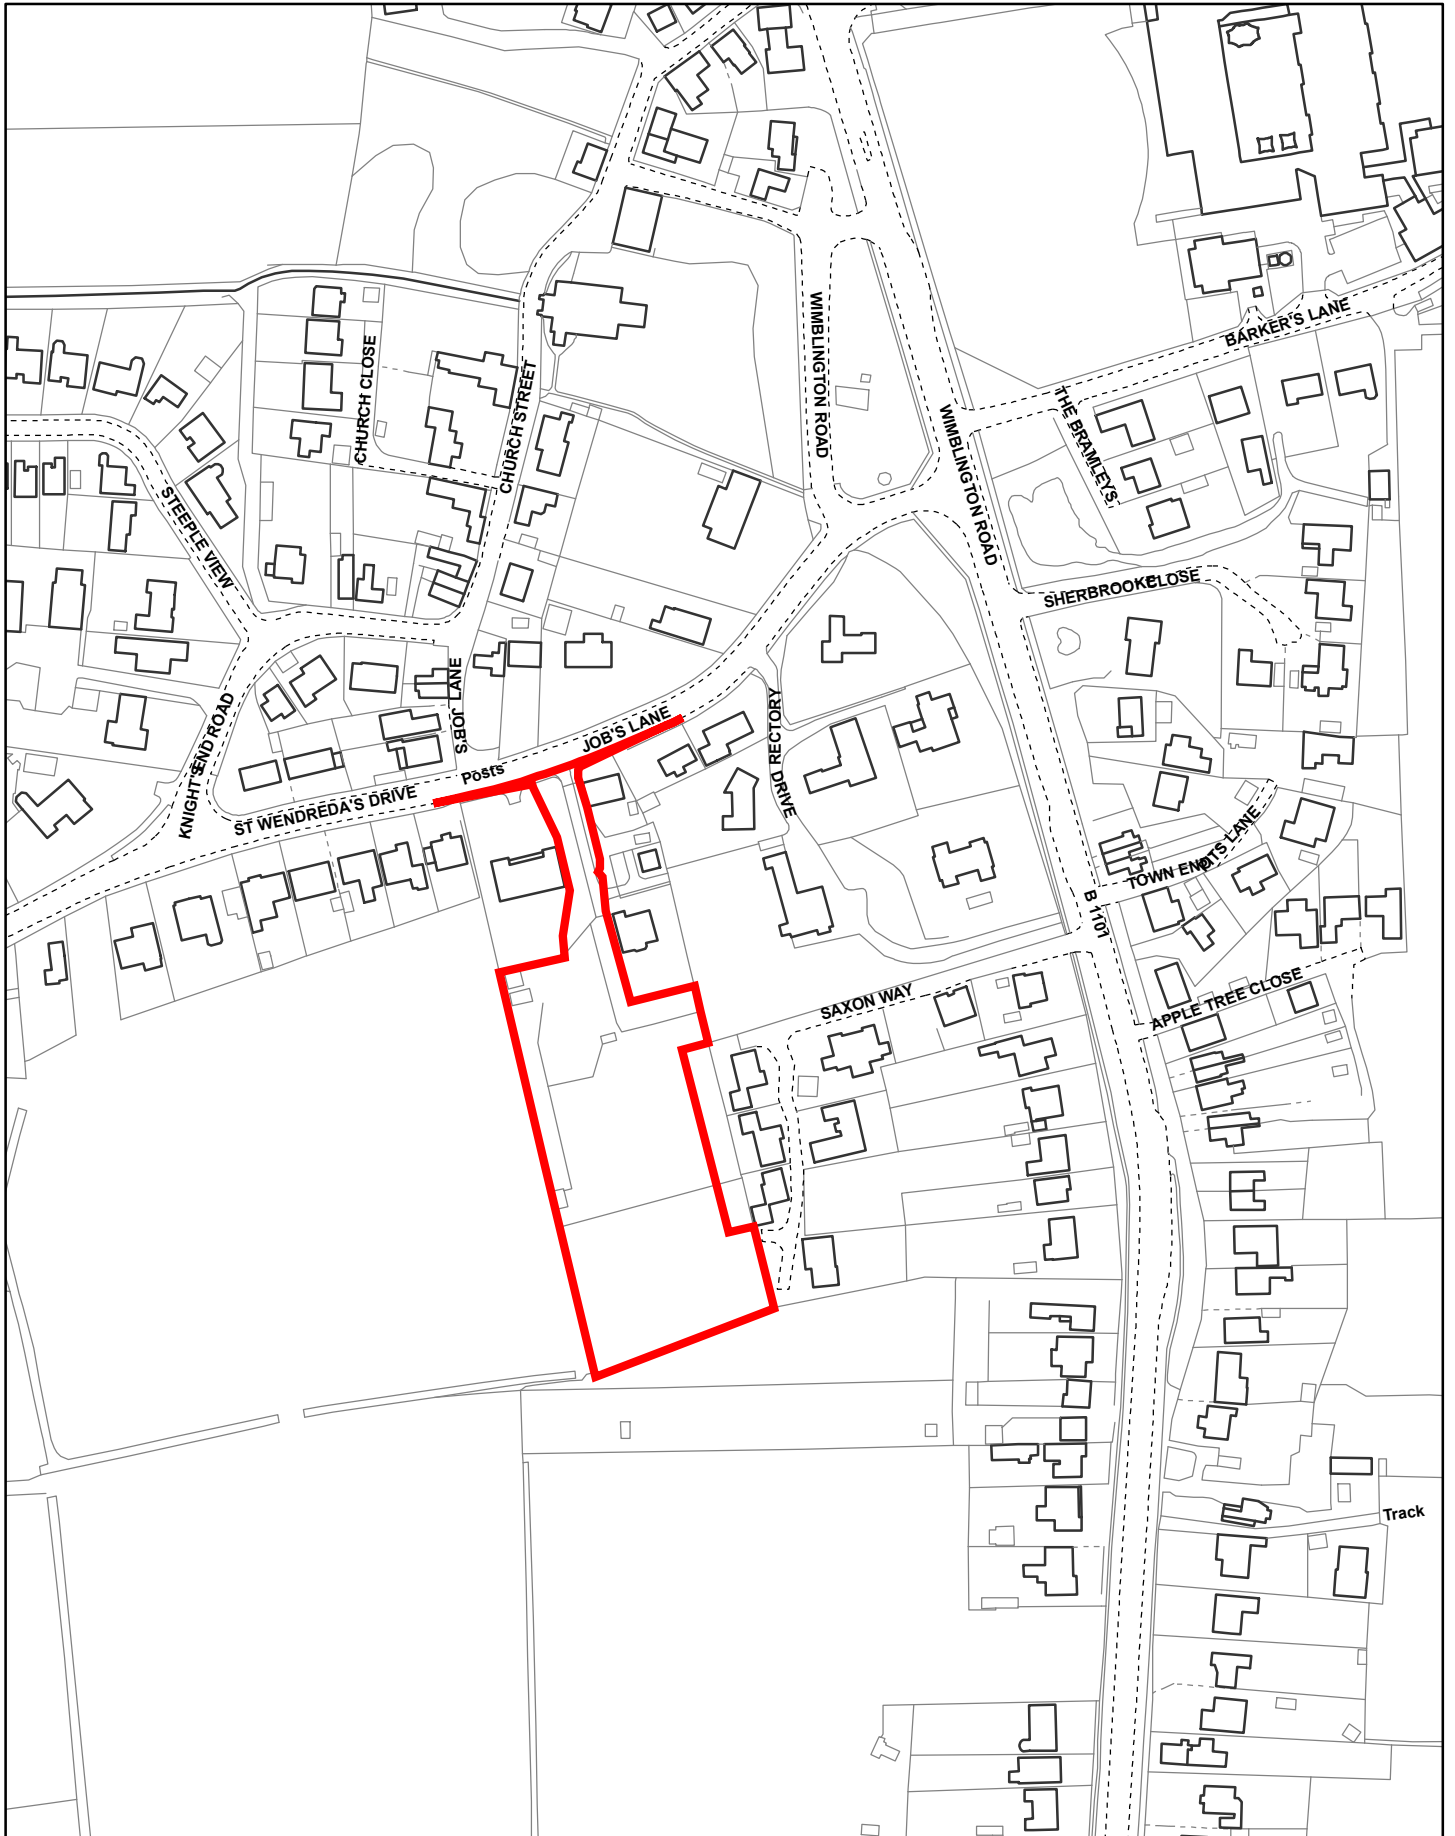 WIMBLINGTON ROAD
BARKER'S LANE
CHURCH CLOSE
CHURCH STREET
THE BRAMLEYS
WIMBLINGTON ROAD
STEEPLE VIEW
SHERBROOKE CLOSE
JOB'S LANE
KNIGHT'S END ROAD
JOB'S LANE
RECTORY DRIVE
Posts
ST WENDREDA'S DRIVE
TOWN END
PITS LANE
B 1101
SAXON WAY
APPLE TREE CLOSE
Track